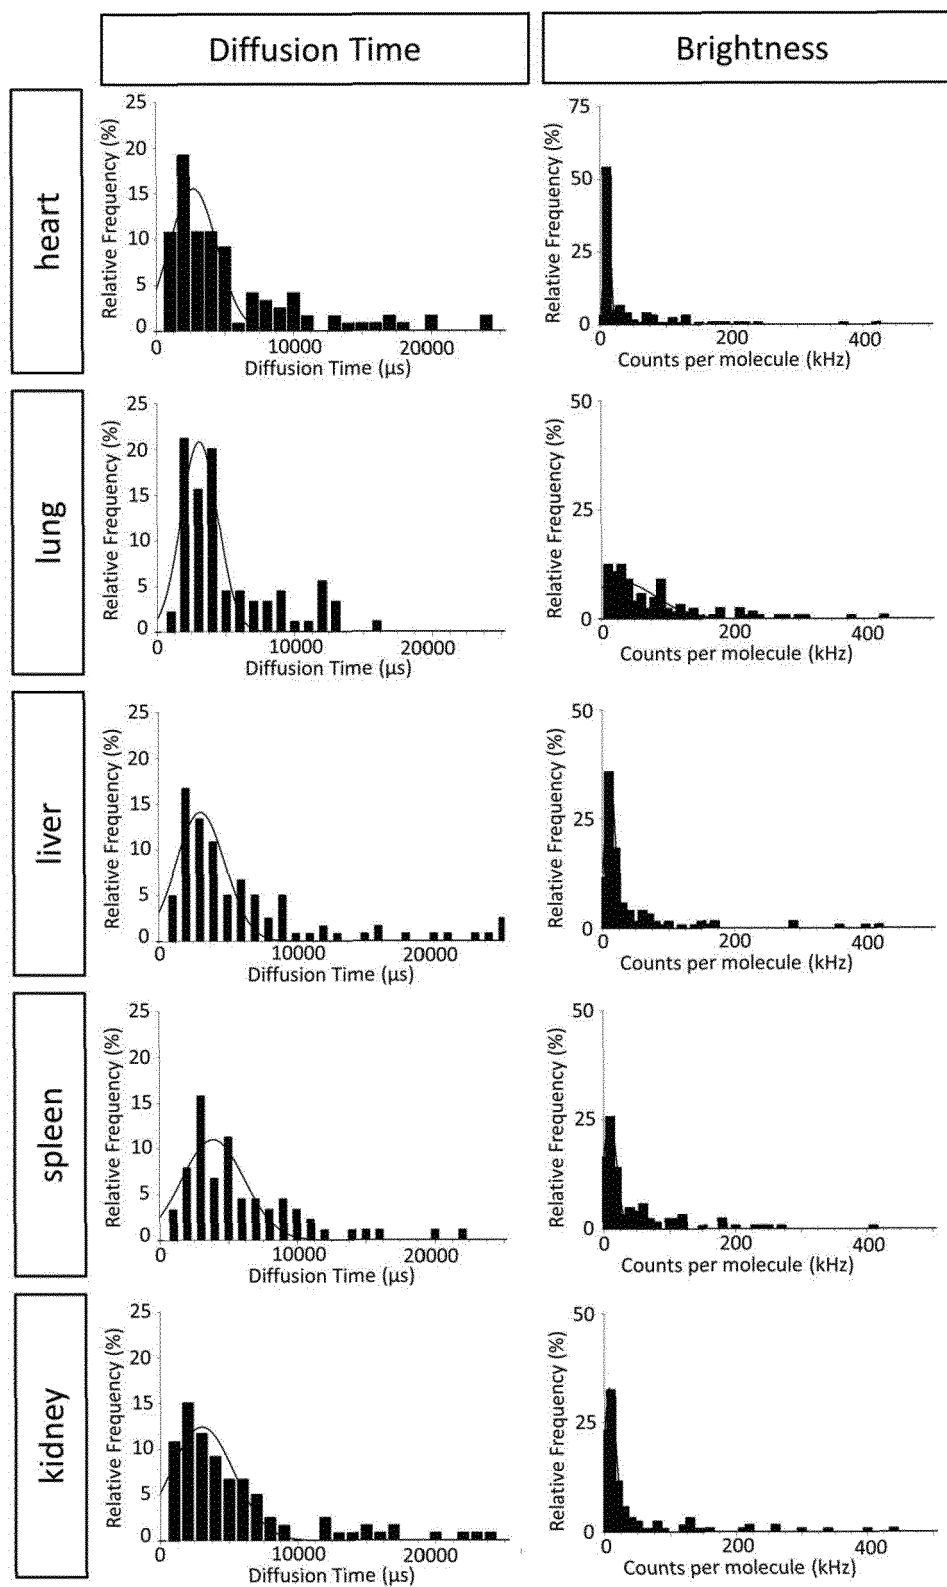 Diffusion Time
Brightness
heart
Relative Frequency (%)
25
20
15
10
5
0
0
10000
20000
Diffusion Time (µs)
Relative Frequency (%)
75
50
25
0
0
200
400
Counts per molecule (kHz)
lung
Relative Frequency (%)
25
20
15
10
5
0
0
10000
20000
Diffusion Time (µs)
Relative Frequency (%)
50
25
0
0
200
400
Counts per molecule (kHz)
liver
Relative Frequency (%)
25
20
15
10
5
0
0
10000
20000
Diffusion Time (µs)
Relative Frequency (%)
50
25
0
0
200
400
Counts per molecule (kHz)
spleen
Relative Frequency (%)
25
20
15
10
5
0
0
10000
20000
Diffusion Time (µs)
Relative Frequency (%)
50
25
0
0
200
400
Counts per molecule (kHz)
kidney
Relative Frequency (%)
25
20
15
10
5
0
0
10000
20000
Diffusion Time (µs)
Relative Frequency (%)
50
25
0
0
200
400
Counts per molecule (kHz)